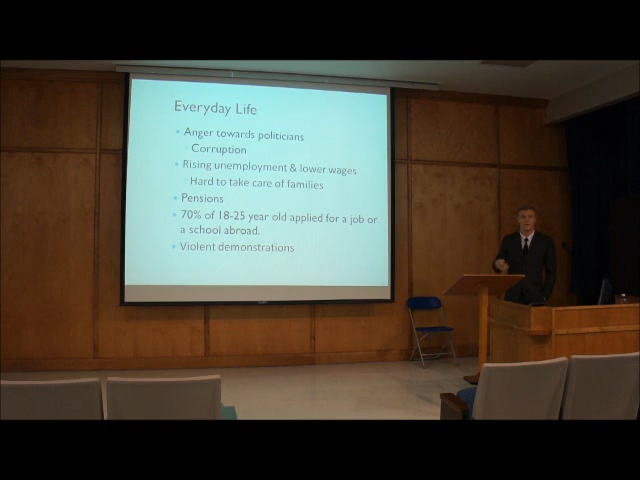 Everyday Life
Anger towards politicians
Corruption
Rising unemployment & lower wages
Hard to take care of families
Pensions
70% of 18-25 year old applied for a job or
a school abroad.
Violent demonstrations